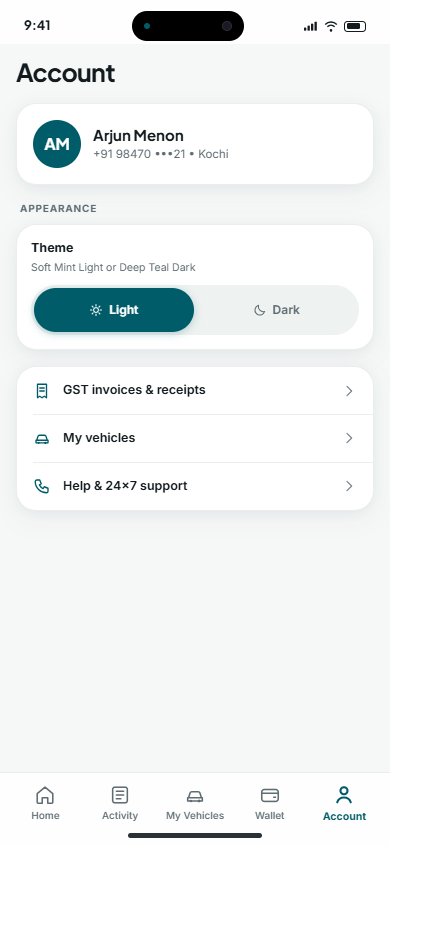 9:41
Account
AM
Arjun Menon
+91 98470 •••21 • Kochi
APPEARANCE
Theme
Soft Mint Light or Deep Teal Dark
Light
Dark
GST invoices & receipts
My vehicles
Help & 24×7 support
Home
Activity
My Vehicles
Wallet
Account